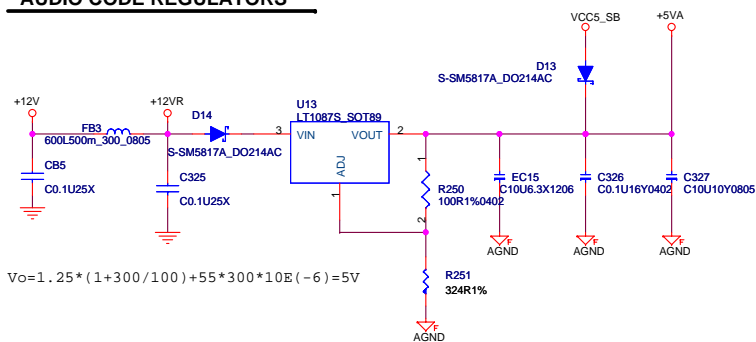 AUDIO CODE REGULATORS
VCC5_SB
+5VA
D13
S-SM5817A_DO214AC
+12V
+12VR
D14
U13
LT1087S_SOT89
FB3
600L500m_300_0805
S-SM5817A_DO214AC
3
VIN
VOUT
2
ADJ
1
1
CB5
C0.1U25X
C325
C0.1U25X
R250
100R1%0402
2
EC15
C10U6.3X1206
C326
C0.1U16Y0402
C327
C10U10Y0805
F
AGND
F
AGND
F
AGND
Vo=1.25*(1+300/100)+55*300*10E(-6)=5V
R251
324R1%
F
AGND